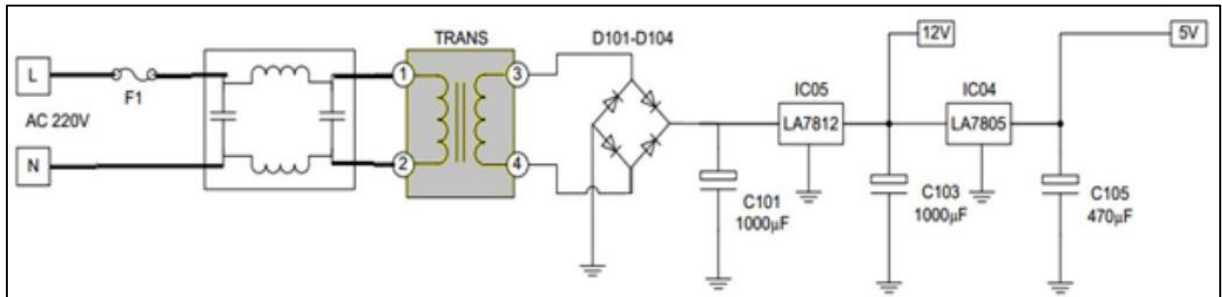 TRANS
D101-D104
12V
5V
L
F1
AC 220V
N
1
2
3
4
IC05
LA7812
IC04
LA7805
C101
1000μF
C103
1000μF
C105
470μF